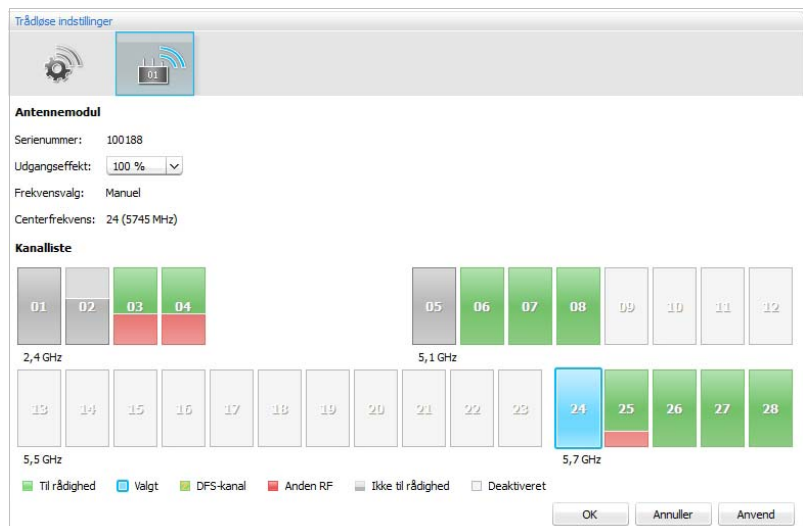 Trådløse indstillinger
01
Antennemodul
Serienummer: 100188
Udgangseffekt: 100 %
Frekvensvalg: Manuel
Centerfrekvens: 24 (5745 MHz)
Kanalliste
01 02 03 04 05 06 07 08 09 10 11 12
2,4 GHz 5,1 GHz
13 14 15 16 17 18 19 20 21 22 23 24 25 26 27 28
5,5 GHz 5,7 GHz
Til rådighed Valgt DFS-kanal Anden RF Ikke til rådighed Deaktiveret
OK Annuller Anvend